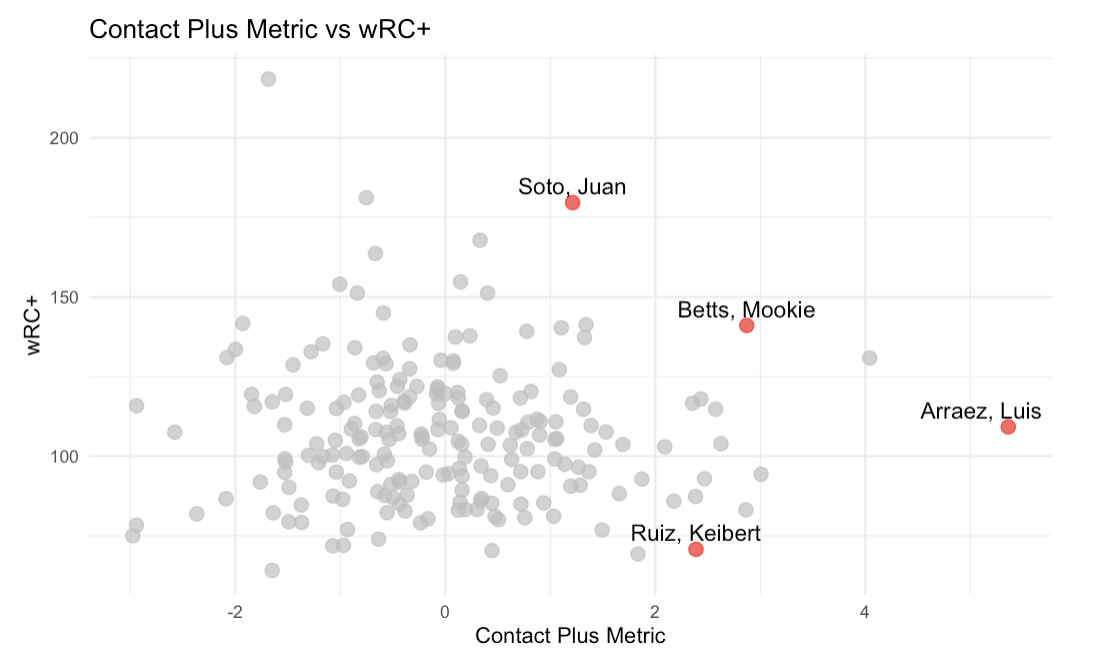 Contact Plus Metric vs wRC+
200
150
100
wRC+
Soto, Juan
Betts, Mookie
Arraez, Luis
Ruiz, Keibert
-2
0
2
4
Contact Plus Metric